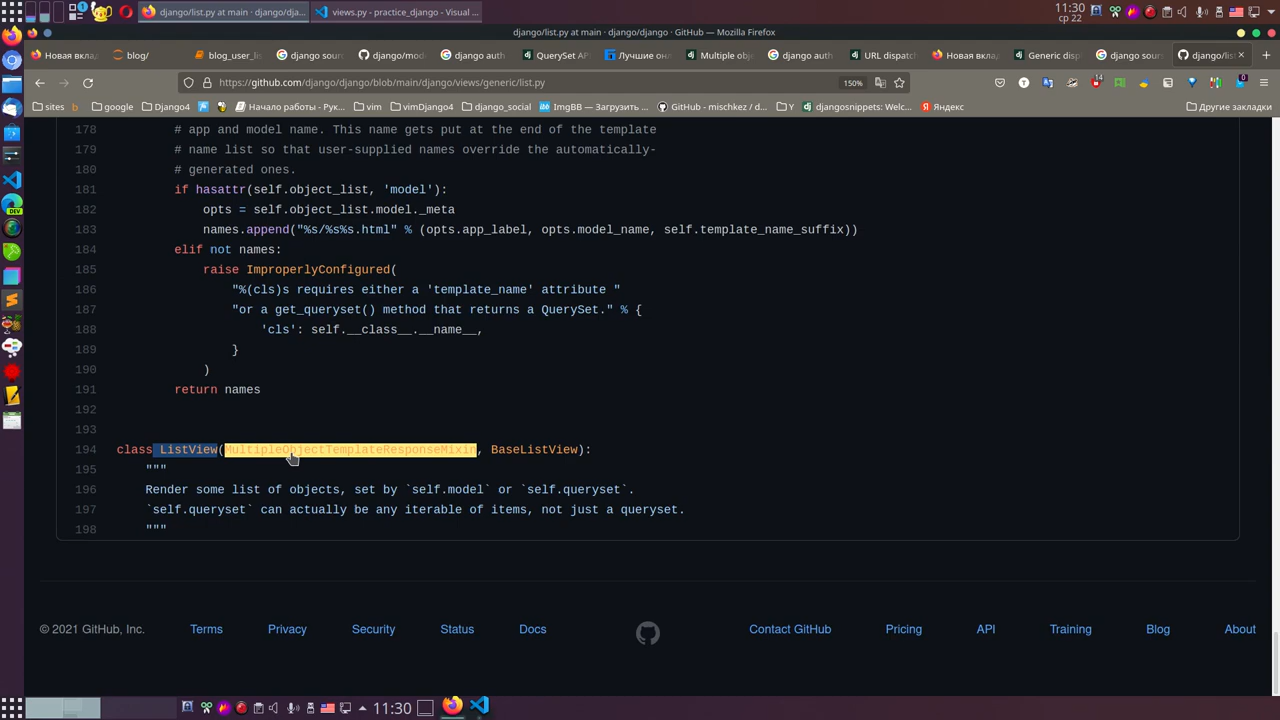 django/list.py at main · django/dja...
views.py - practice_django - Visual ...
11:30
ср 22
django/list.py at main · django/django · GitHub — Mozilla Firefox
Новая вкл
blog/
blog_user_li
django sour
django/mod
django auth
QuerySet AP
Лучшие онл
Multiple obj
django auth
URL dispatc
Новая вкл
Generic disp
django sour
django/list
https://github.com/django/django/blob/main/django/views/generic/list.py
150%
14
0
sites
google
Django4
Начало работы - Рук...
vim
vimDjango4
django_social
ImgBB — Загрузить ...
GitHub - mischkez / d...
Y
djangosnippets: Welc...
Яндекс
Другие закладки
178 # app and model name. This name gets put at the end of the template
179 # name list so that user-supplied names override the automatically-
180 # generated ones.
181 if hasattr(self.object_list, 'model'):
182 opts = self.object_list.model._meta
183 names.append("%s/%s%s.html" % (opts.app_label, opts.model_name, self.template_name_suffix))
184 elif not names:
185 raise ImproperlyConfigured(
186 "%(cls)s requires either a 'template_name' attribute "
187 "or a get_queryset() method that returns a QuerySet." % {
188 'cls': self.__class__.__name__,
189 }
190 )
191 return names
192
193
194 class ListView(MultipleObjectTemplateResponseMixin, BaseListView):
195 """
196 Render some list of objects, set by `self.model` or `self.queryset`.
197 `self.queryset` can actually be any iterable of items, not just a queryset.
198 """
© 2021 GitHub, Inc.
Terms
Privacy
Security
Status
Docs
Contact GitHub
Pricing
API
Training
Blog
About
DEV
11:30